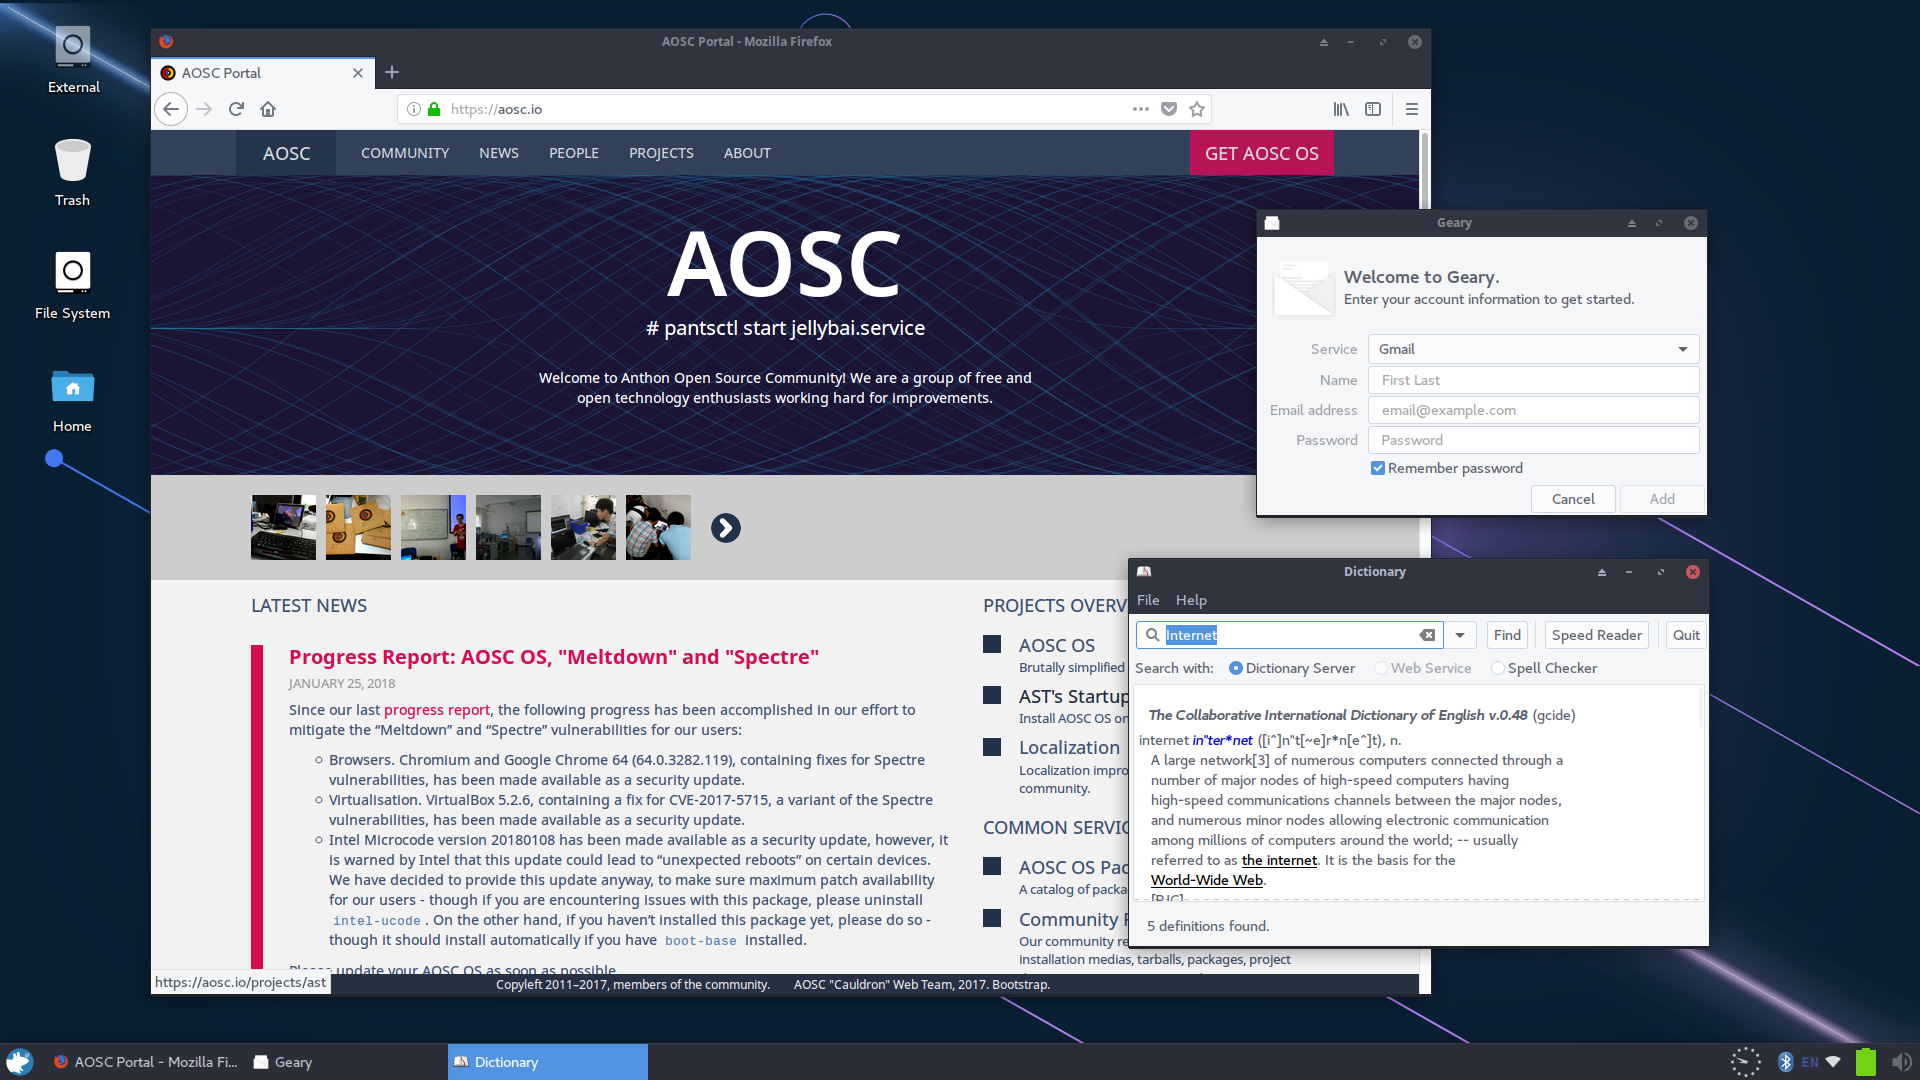 External
Trash
File System
Home
AOSC Portal - Mozilla Firefox
AOSC Portal
https://aosc.io
AOSC
COMMUNITY
NEWS
PEOPLE
PROJECTS
ABOUT
GET AOSC OS
AOSC
# pantsctl start jellybai.service
Welcome to Anthon Open Source Community! We are a group of free and
open technology enthusiasts working hard for improvements.
LATEST NEWS
Progress Report: AOSC OS, "Meltdown" and "Spectre"
JANUARY 25, 2018
Since our last progress report, the following progress has been accomplished in our effort to
mitigate the “Meltdown” and “Spectre” vulnerabilities for our users:
Browsers. Chromium and Google Chrome 64 (64.0.3282.119), containing fixes for Spectre
vulnerabilities, has been made available as a security update.
Virtualisation. VirtualBox 5.2.6, containing a fix for CVE-2017-5715, a variant of the Spectre
vulnerabilities, has been made available as a security update.
Intel Microcode version 20180108 has been made available as a security update, however, it
is warned by Intel that this update could lead to “unexpected reboots” on certain devices.
We have decided to provide this update anyway, to make sure maximum patch availability
for our users - though if you are encountering issues with this package, please uninstall
intel-ucode . On the other hand, if you haven’t installed this package yet, please do so -
though it should install automatically if you have boot-base installed.
update your AOSC OS as soon as possible
https://aosc.io/projects/ast
PROJECTS OVERV
AOSC OS
Brutally simplified
AST's Startup
Install AOSC OS on
Localization
Localization impro
community.
COMMON SERVIC
AOSC OS Pac
A catalog of packa
Community
Our community re
installation medias, tarballs, packages, project
Copyleft 2011–2017, members of the community.
AOSC "Cauldron" Web Team, 2017. Bootstrap.
Geary
Welcome to Geary.
Enter your account information to get started.
Service Gmail
Name First Last
Email address email@example.com
Password Password
Remember password
Cancel Add
Dictionary
File Help
Internet Find Speed Reader Quit
Search with: Dictionary Server Web Service Spell Checker
The Collaborative International Dictionary of English v.0.48 (gcide)
internet in"ter*net ([i^]n"t[~e]r*n[e^]t), n.
A large network[3] of numerous computers connected through a
number of major nodes of high-speed computers having
high-speed communications channels between the major nodes,
and numerous minor nodes allowing electronic communication
among millions of computers around the world; -- usually
referred to as the internet. It is the basis for the
World-Wide Web.
[PJC]
5 definitions found.
AOSC Portal - Mozilla Fi...
Geary
Dictionary
EN